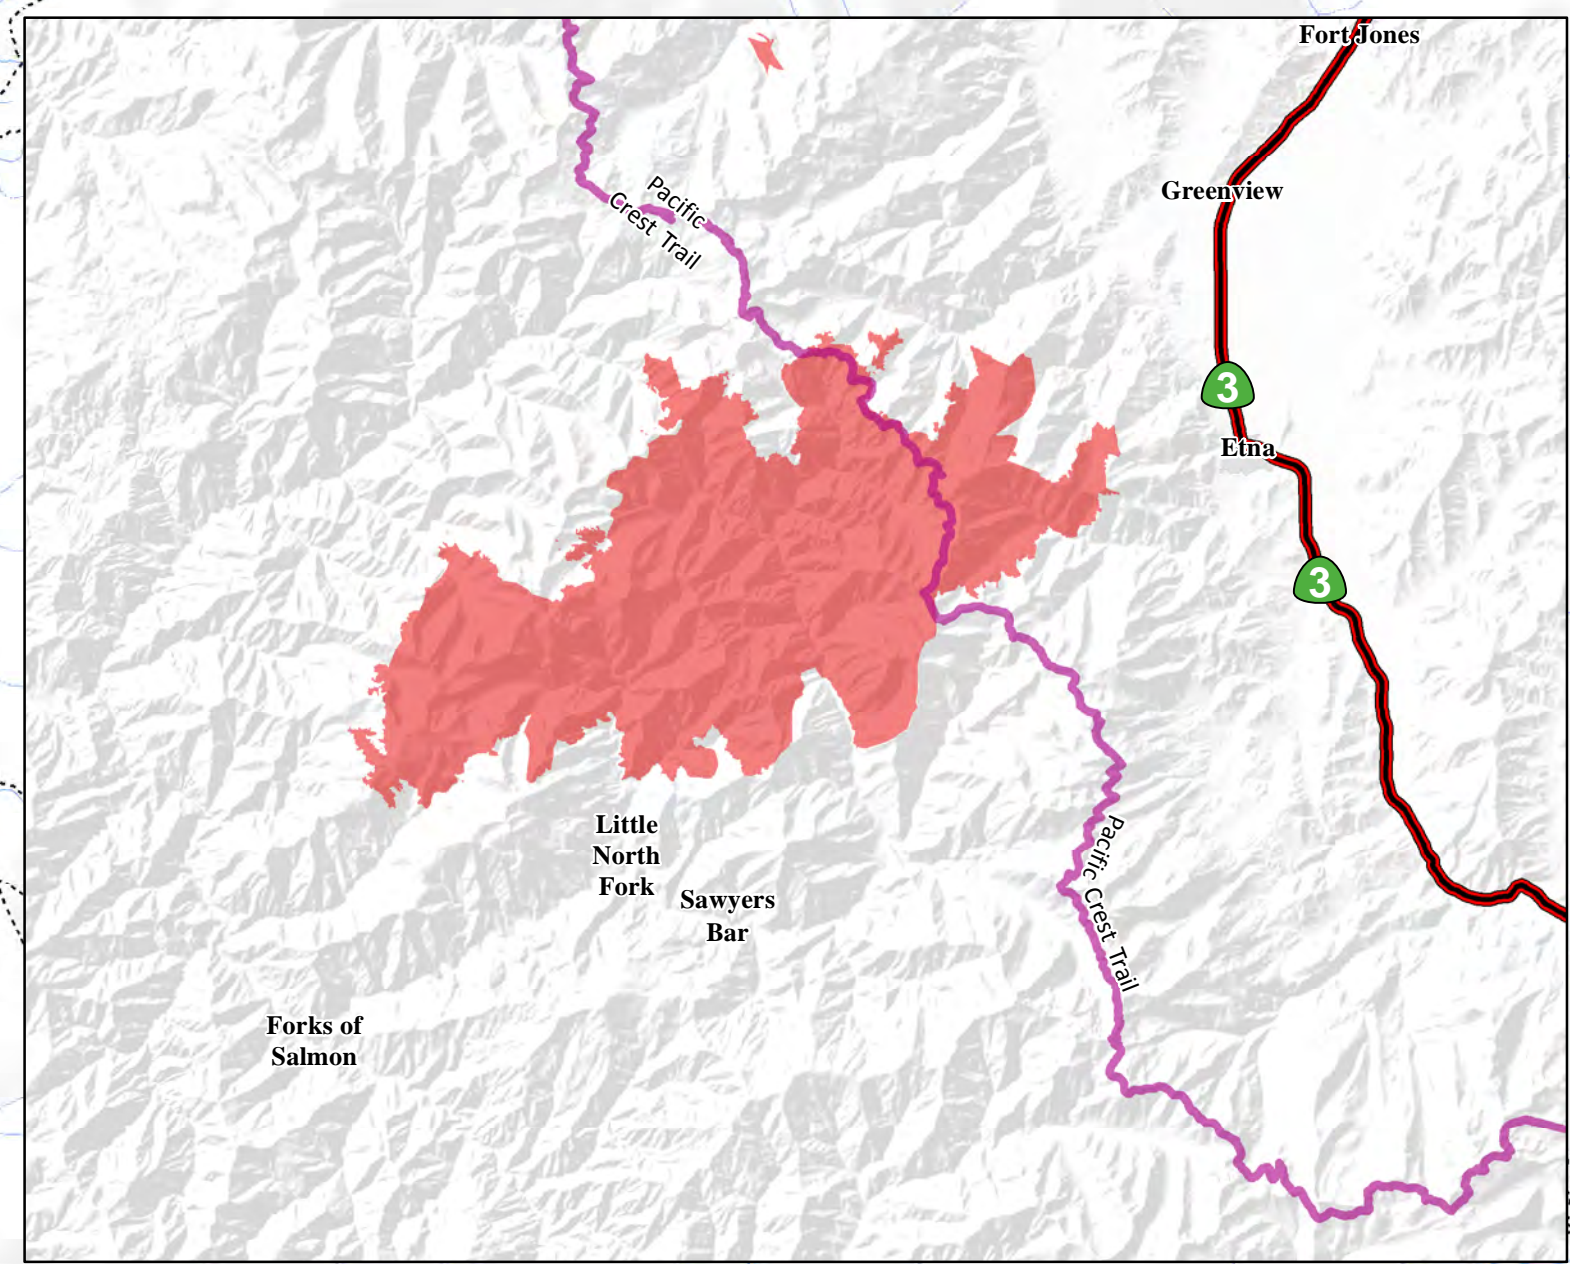 Fort Jones
Pacific
Crest Trail
Greenview
3
Etna
3
Little
North
Fork
Sawyers
Bar
Pacific Crest Trail
Forks of
Salmon